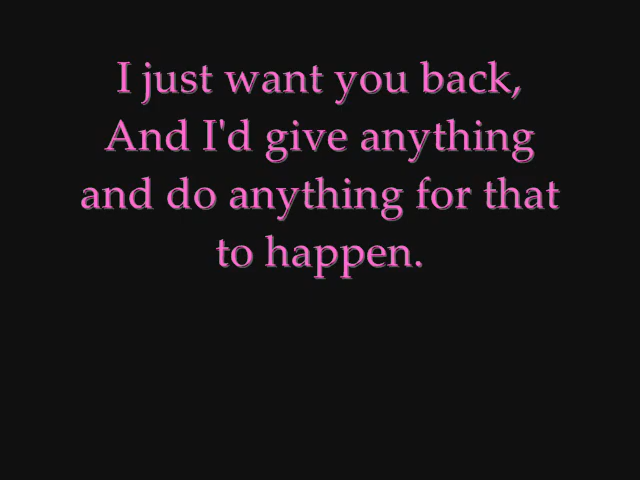 I just want you back,
And I'd give anything
and do anything for that
to happen.